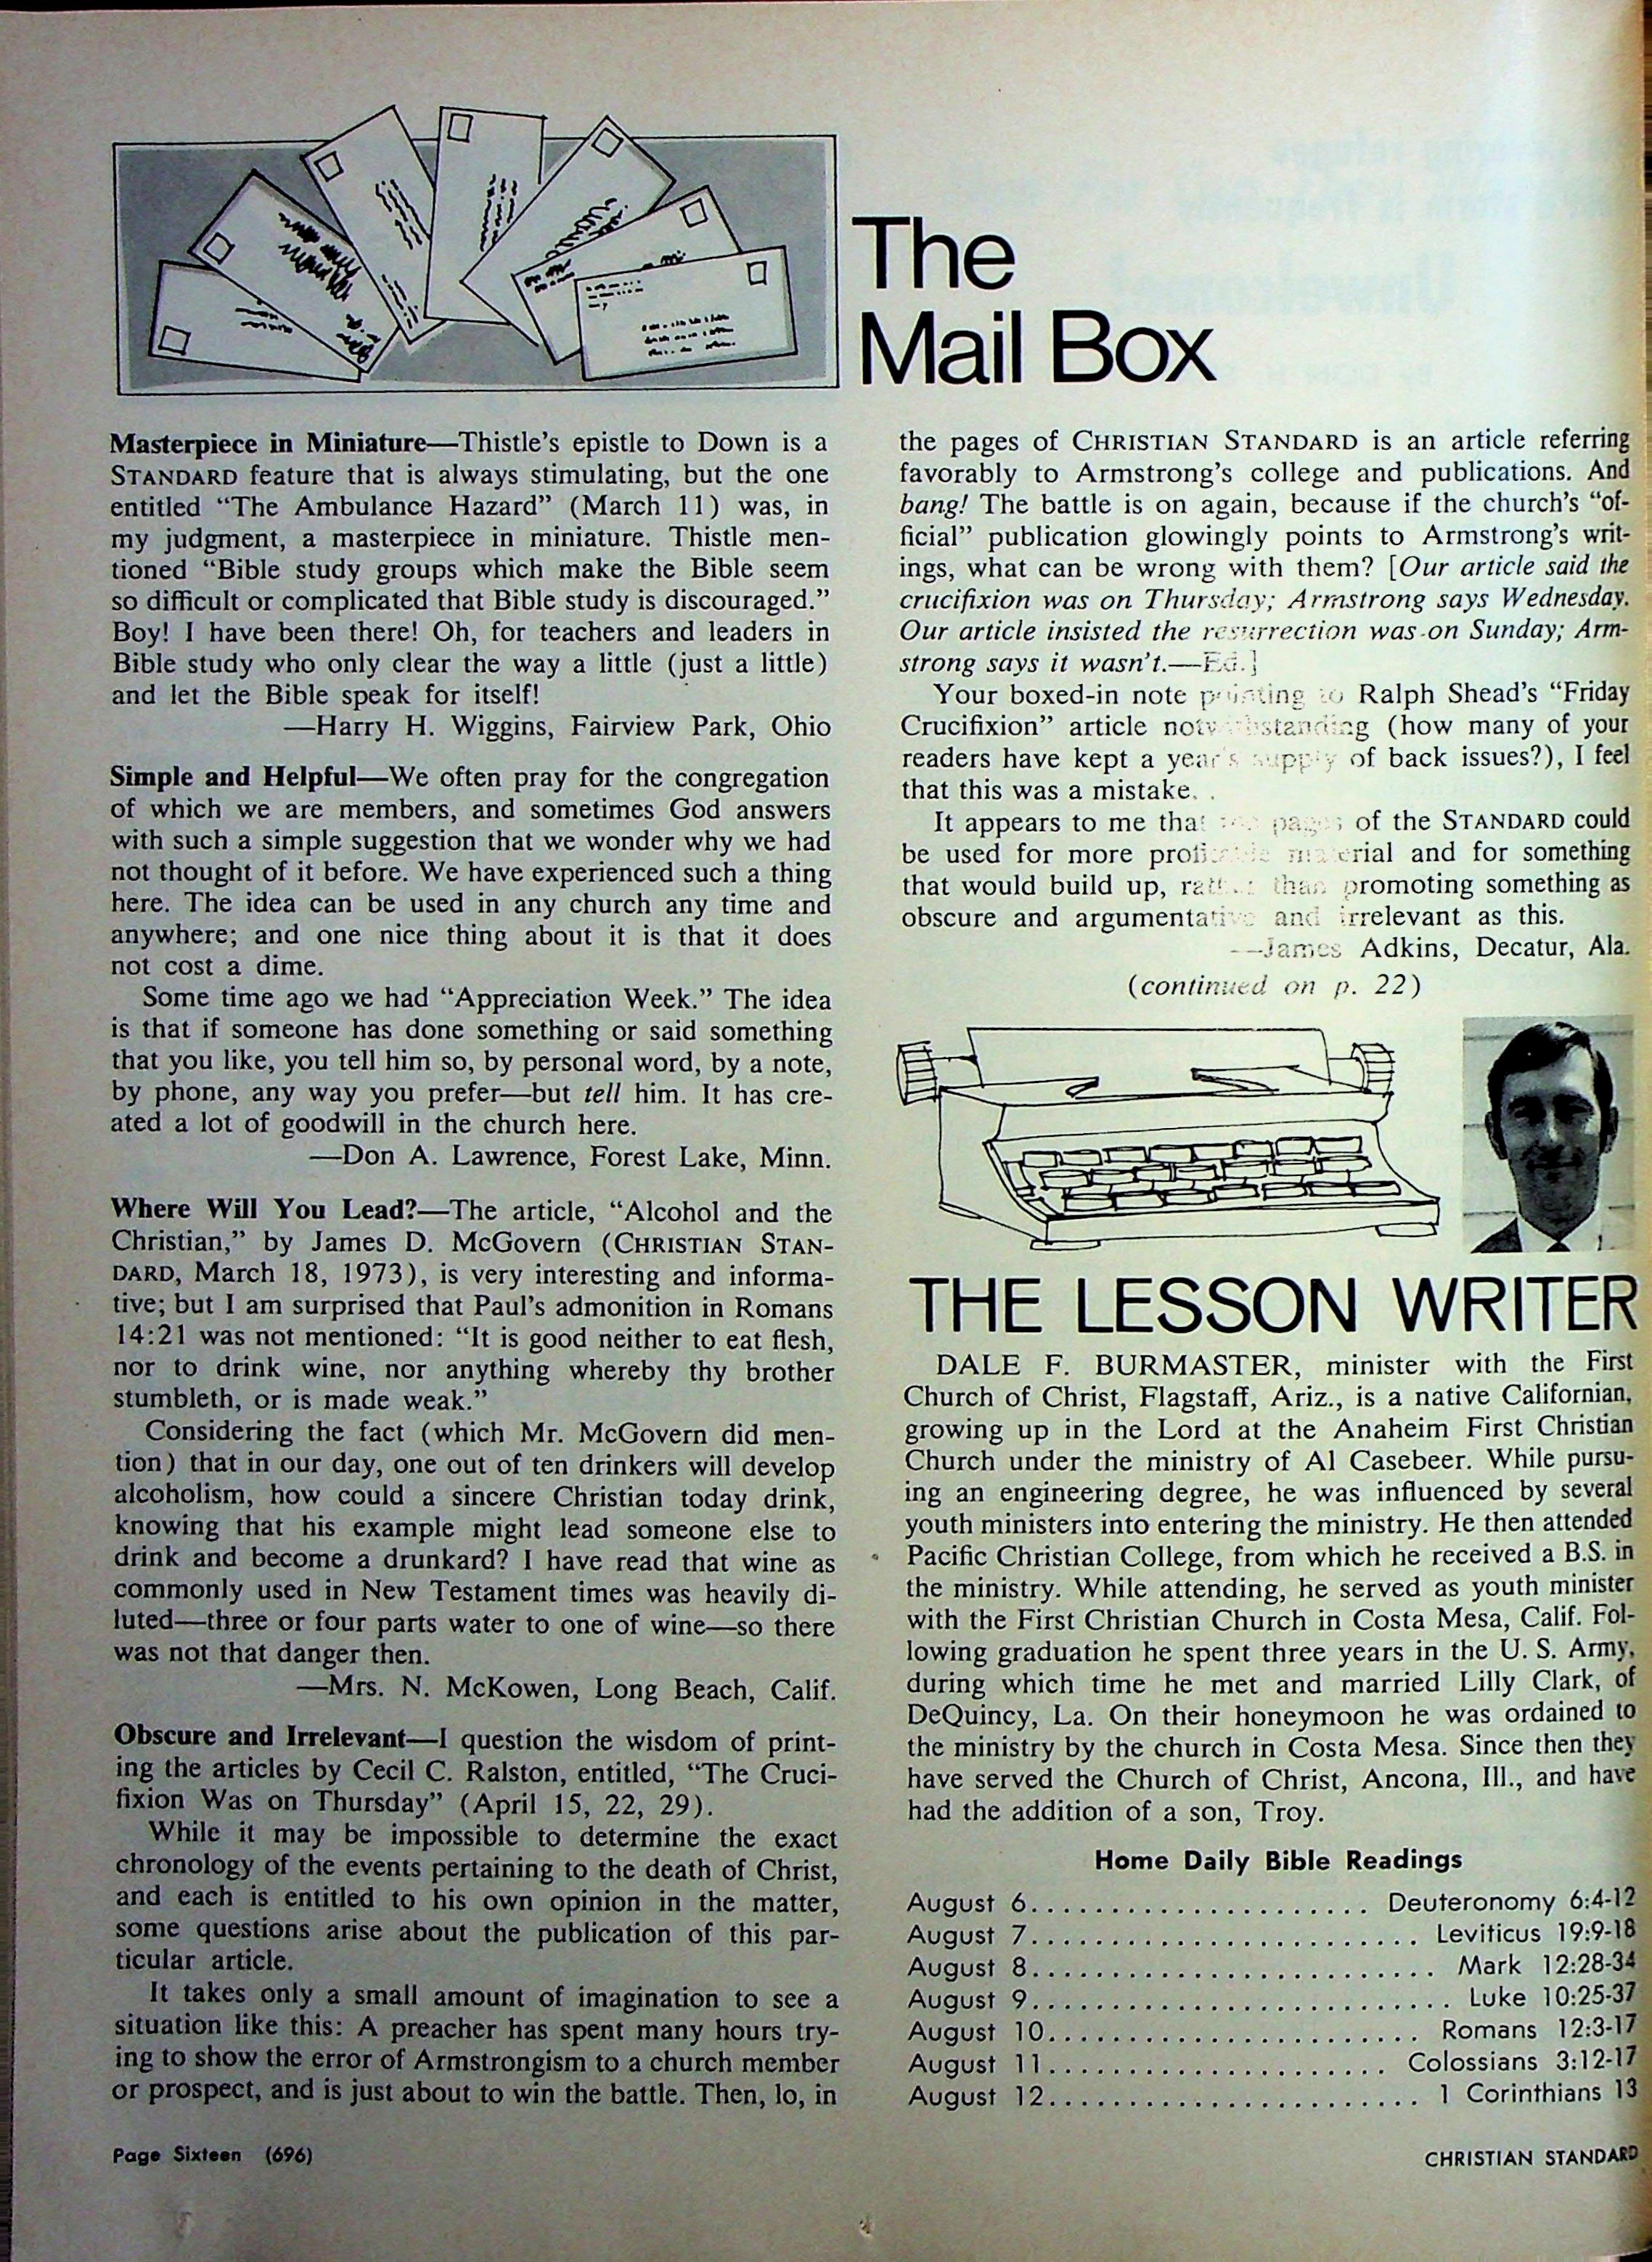 The
Mail Box
Masterpiece in Miniature—Thistle's epistle to Down is a
STANDARD feature that is always stimulating, but the one
entitled “The Ambulance Hazard” (March 11) was, in
my judgment, a masterpiece in miniature. Thistle men-
tioned “Bible study groups which make the Bible seem
so difficult or complicated that Bible study is discouraged.”
Boy! I have been there! Oh, for teachers and leaders in
Bible study who only clear the way a little (just a little)
and let the Bible speak for itself!
—Harry H. Wiggins, Fairview Park, Ohio
Simple and Helpful—We often pray for the congregation
of which we are members, and sometimes God answers
with such a simple suggestion that we wonder why we had
not thought of it before. We have experienced such a thing
here. The idea can be used in any church any time and
anywhere; and one nice thing about it is that it does
not cost a dime.
Some time ago we had “Appreciation Week.” The idea
is that if someone has done something or said something
that you like, you tell him so, by personal word, by a note,
by phone, any way you prefer—but tell him. It has cre-
ated a lot of goodwill in the church here.
—Don A. Lawrence, Forest Lake, Minn.
Where Will You Lead?—The article, “Alcohol and the
Christian,” by James D. McGovern (CHRISTIAN STAN-
DARD, March 18, 1973), is very interesting and informa-
tive; but I am surprised that Paul's admonition in Romans
14:21 was not mentioned: “It is good neither to eat flesh,
nor to drink wine, nor anything whereby thy brother
stumbleth, or is made weak.”
Considering the fact (which Mr. McGovern did men-
tion) that in our day, one out of ten drinkers will develop
alcoholism, how could a sincere Christian today drink,
knowing that his example might lead someone else to
drink and become a drunkard? I have read that wine as
commonly used in New Testament times was heavily di-
luted—three or four parts water to one of wine—so there
was not that danger then.
—Mrs. N. McKowen, Long Beach, Calif.
Obscure and Irrelevant—I question the wisdom of print-
ing the articles by Cecil C. Ralston, entitled, “The Cruci-
fixion Was on Thursday” (April 15, 22, 29).
While it may be impossible to determine the exact
chronology of the events pertaining to the death of Christ,
and each is entitled to his own opinion in the matter,
some questions arise about the publication of this par-
ticular article.
It takes only a small amount of imagination to see a
situation like this: A preacher has spent many hours try-
ing to show the error of Armstrongism to a church member
or prospect, and is just about to win the battle. Then, lo, in
the pages of CHRISTIAN STANDARD is an article referring
favorably to Armstrong's college and publications. And
bang! The battle is on again, because if the church's “of-
ficial” publication glowingly points to Armstrong's writ-
ings, what can be wrong with them? [Our article said the
crucifixion was on Thursday; Armstrong says Wednesday.
Our article insisted the resurrection was on Sunday; Arm-
strong says it wasn't.—Ed.]
Your boxed-in note pointing to Ralph Shead's “Friday
Crucifixion” article notwithstanding (how many of your
readers have kept a year's supply of back issues?), I feel
that this was a mistake.
It appears to me that the pages of the STANDARD could
be used for more profitable material and for something
that would build up, rather than promoting something as
obscure and argumentative and irrelevant as this.
—James Adkins, Decatur, Ala.
(continued on p. 22)
THE LESSON WRITER
DALE F. BURMASTER, minister with the First
Church of Christ, Flagstaff, Ariz., is a native Californian,
growing up in the Lord at the Anaheim First Christian
Church under the ministry of Al Casebeer. While pursu-
ing an engineering degree, he was influenced by several
youth ministers into entering the ministry. He then attended
Pacific Christian College, from which he received a B.S. in
the ministry. While attending, he served as youth minister
with the First Christian Church in Costa Mesa, Calif. Fol-
lowing graduation he spent three years in the U. S. Army,
during which time he met and married Lilly Clark, of
DeQuincy, La. On their honeymoon he was ordained to
the ministry by the church in Costa Mesa. Since then they
have served the Church of Christ, Ancona, Ill., and have
had the addition of a son, Troy.
Home Daily Bible Readings
August 6..................... Deuteronomy 6:4-12
August 7........................ Leviticus 19:9-18
August 8......................... Mark 12:28-34
August 9.......................... Luke 10:25-37
August 10....................... Romans 12:3-17
August 11..................... Colossians 3:12-17
August 12....................... 1 Corinthians 13
Page Sixteen (696)
CHRISTIAN STANDARD